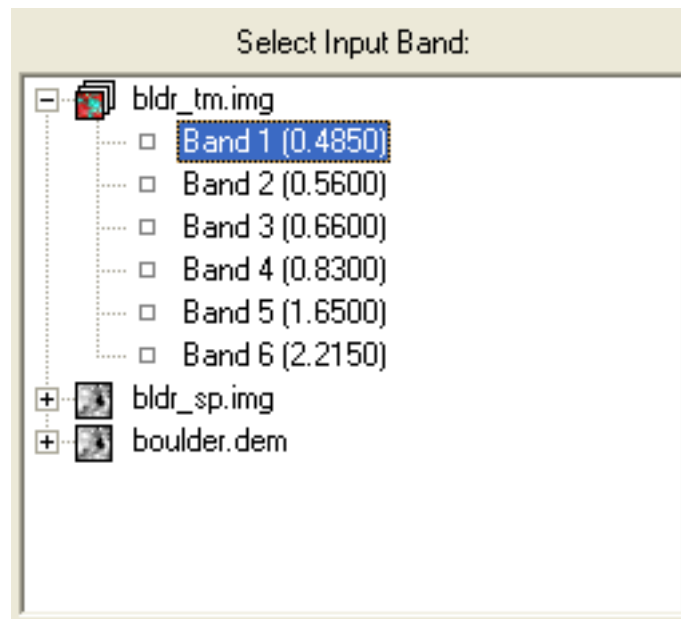 Select Input Band:
bldr_tm.img
Band 1 (0.4850)
Band 2 (0.5600)
Band 3 (0.6600)
Band 4 (0.8300)
Band 5 (1.6500)
Band 6 (2.2150)
bldr_sp.img
boulder.dem